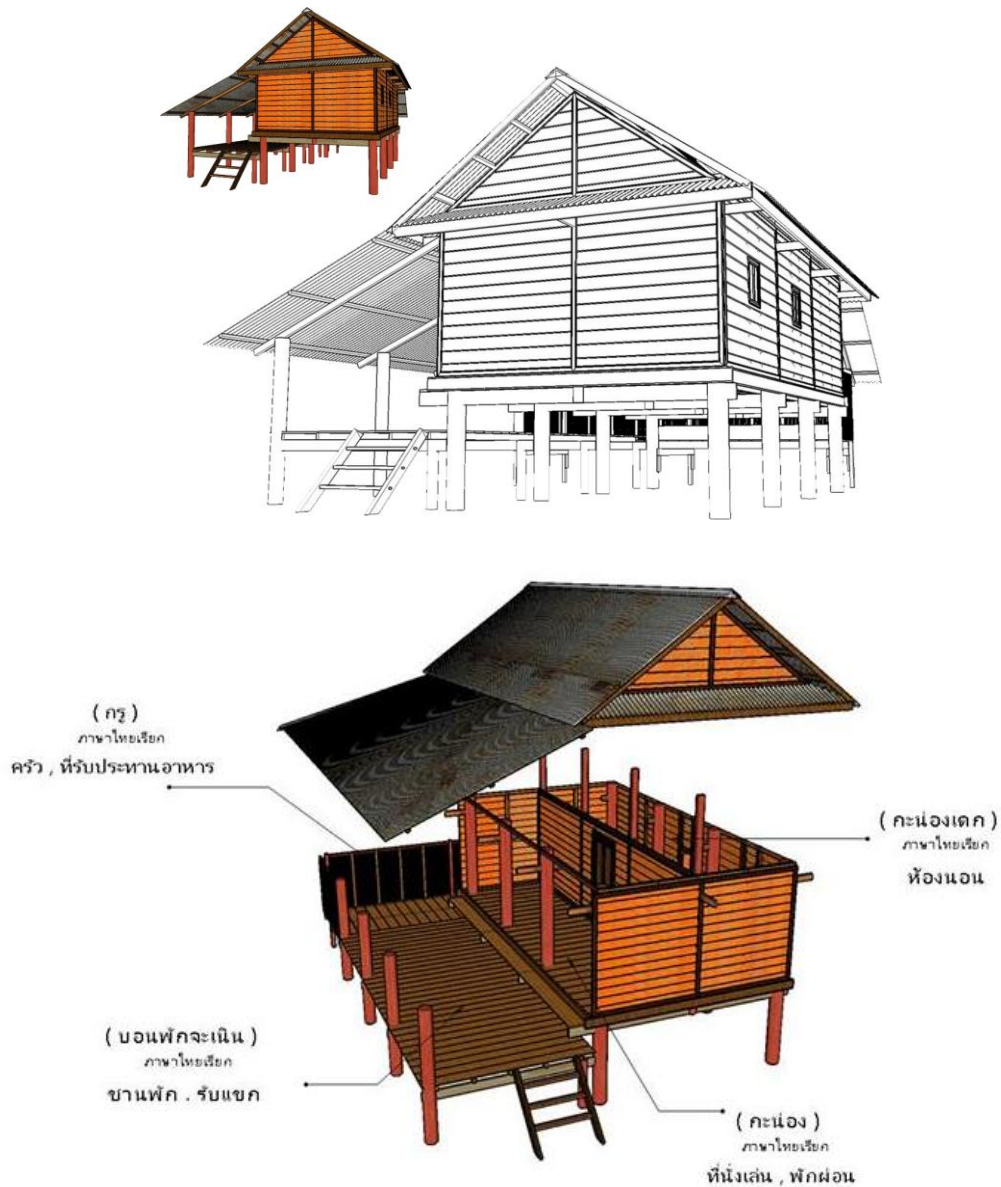 ( กรู )
ภาษาไทยเรียก
ครัว , ที่รับประทานอาหาร
( กะน่องเดก )
ภาษาไทยเรียก
ห้องนอน
( บอนพักจะเนิน )
ภาษาไทยเรียก
ชานพัก . รับแขก
( กะน่อง )
ภาษาไทยเรียก
ที่นั่งเล่น , พักผ่อน